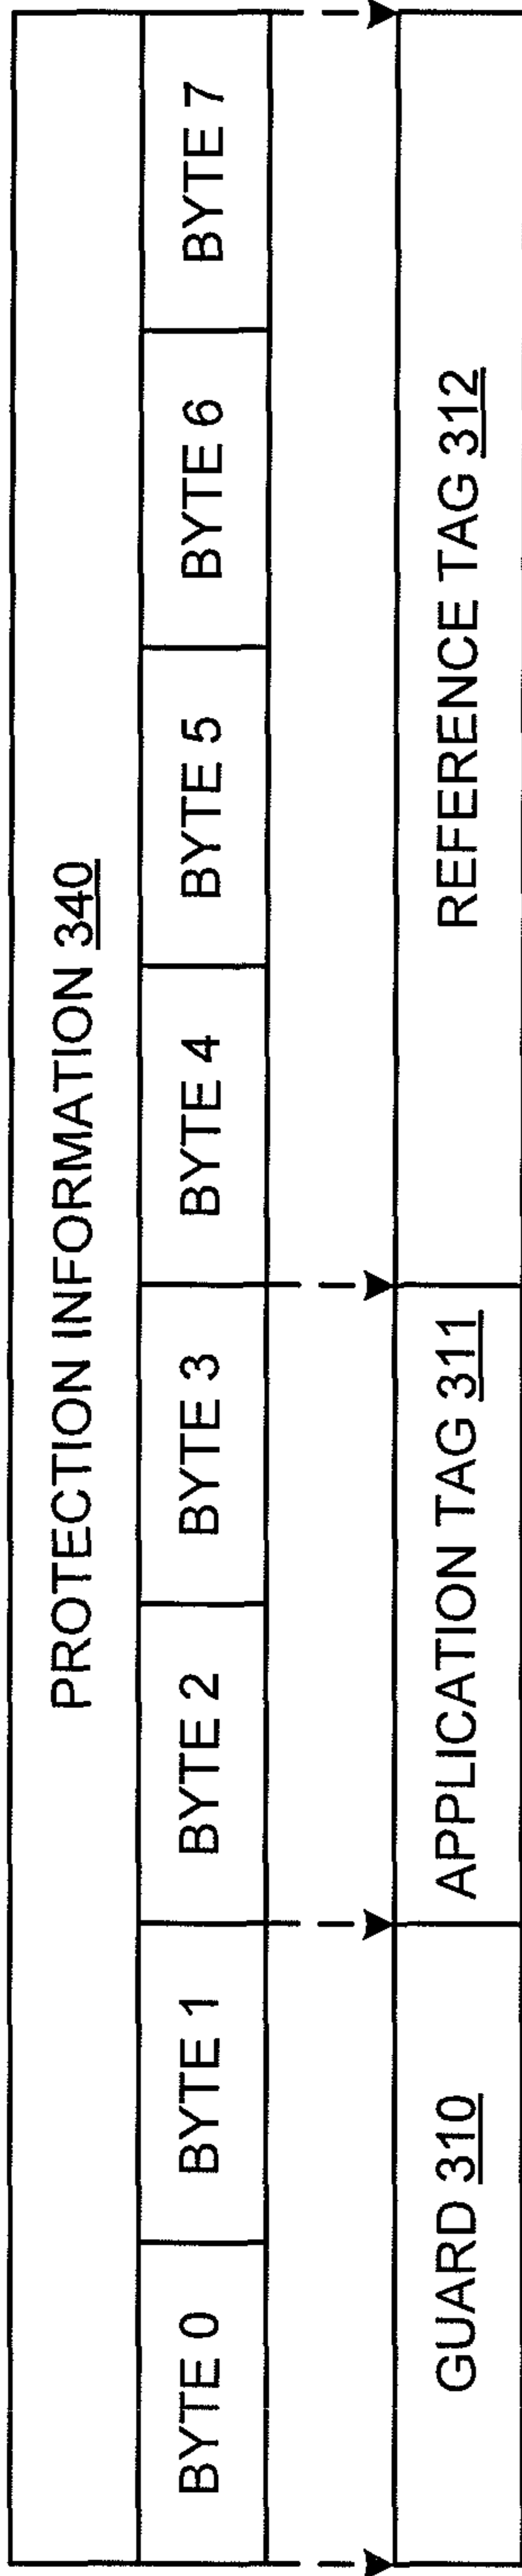 PROTECTION INFORMATION 340
BYTE 0 BYTE 1 BYTE 2 BYTE 3 BYTE 4 BYTE 5 BYTE 6 BYTE 7
GUARD 310 APPLICATION TAG 311 REFERENCE TAG 312